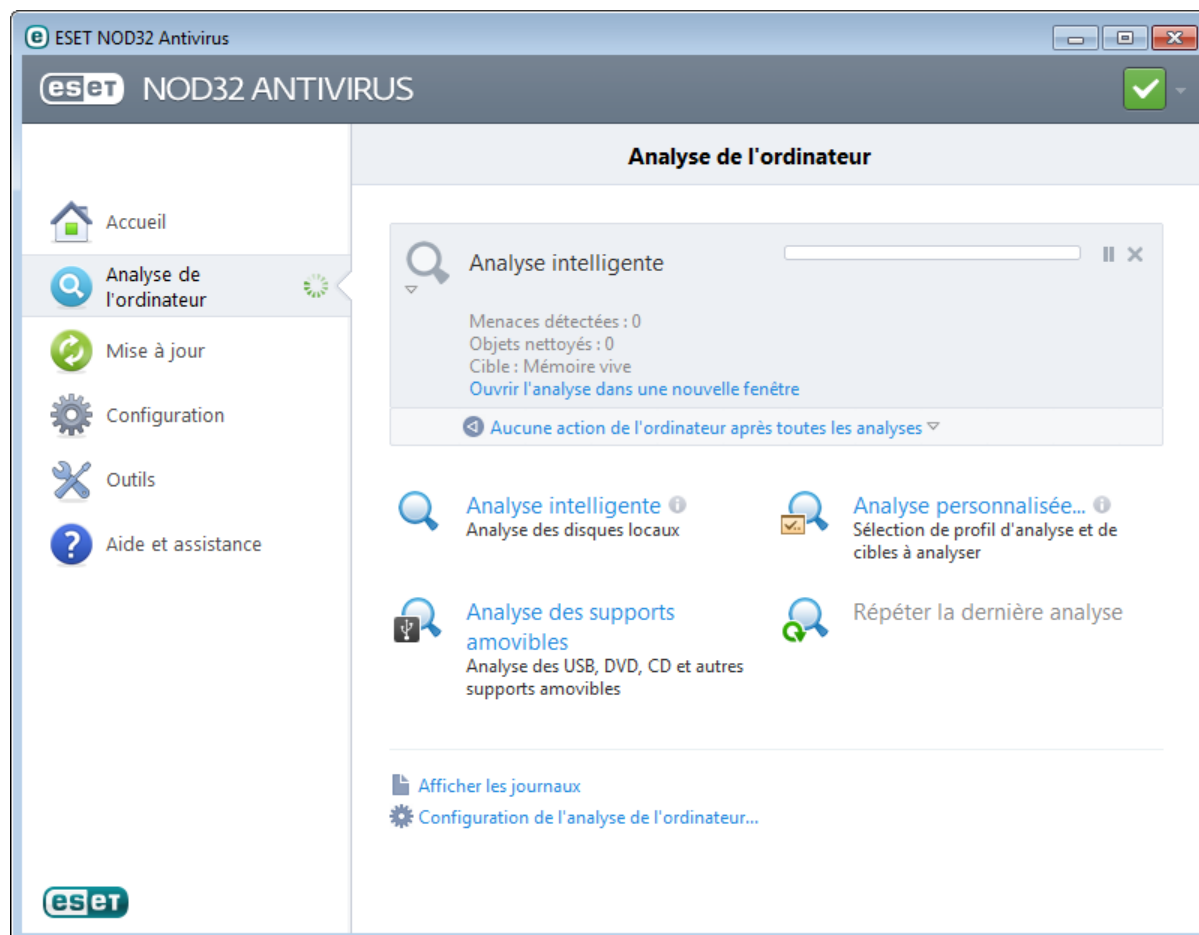 ESET NOD32 Antivirus
eseT NOD32 ANTIVIRUS
Analyse de l'ordinateur
Accueil
Analyse de
l'ordinateur
Mise à jour
Configuration
Outils
Aide et assistance
Analyse intelligente
Menaces détectées : 0
Objets nettoyés : 0
Cible : Mémoire vive
Ouvrir l'analyse dans une nouvelle fenêtre
Aucune action de l'ordinateur après toutes les analyses
Analyse intelligente
Analyse des disques locaux
Analyse personnalisée...
Sélection de profil d'analyse et de
cibles à analyser
Analyse des supports
amovibles
Analyse des USB, DVD, CD et autres
supports amovibles
Répéter la dernière analyse
Afficher les journaux
Configuration de l'analyse de l'ordinateur...
eseT